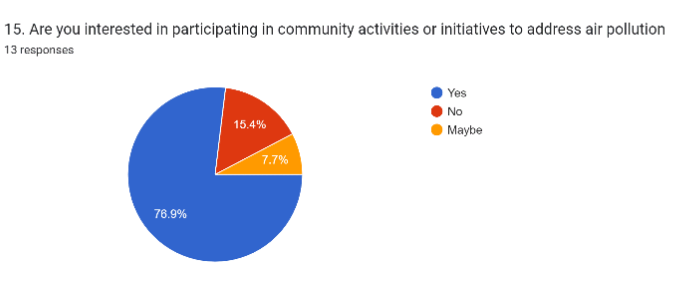 15. Are you interested in participating in community activities or initiatives to address air pollution
13 responses
Yes
No
Maybe
15.4%
7.7%
76.9%